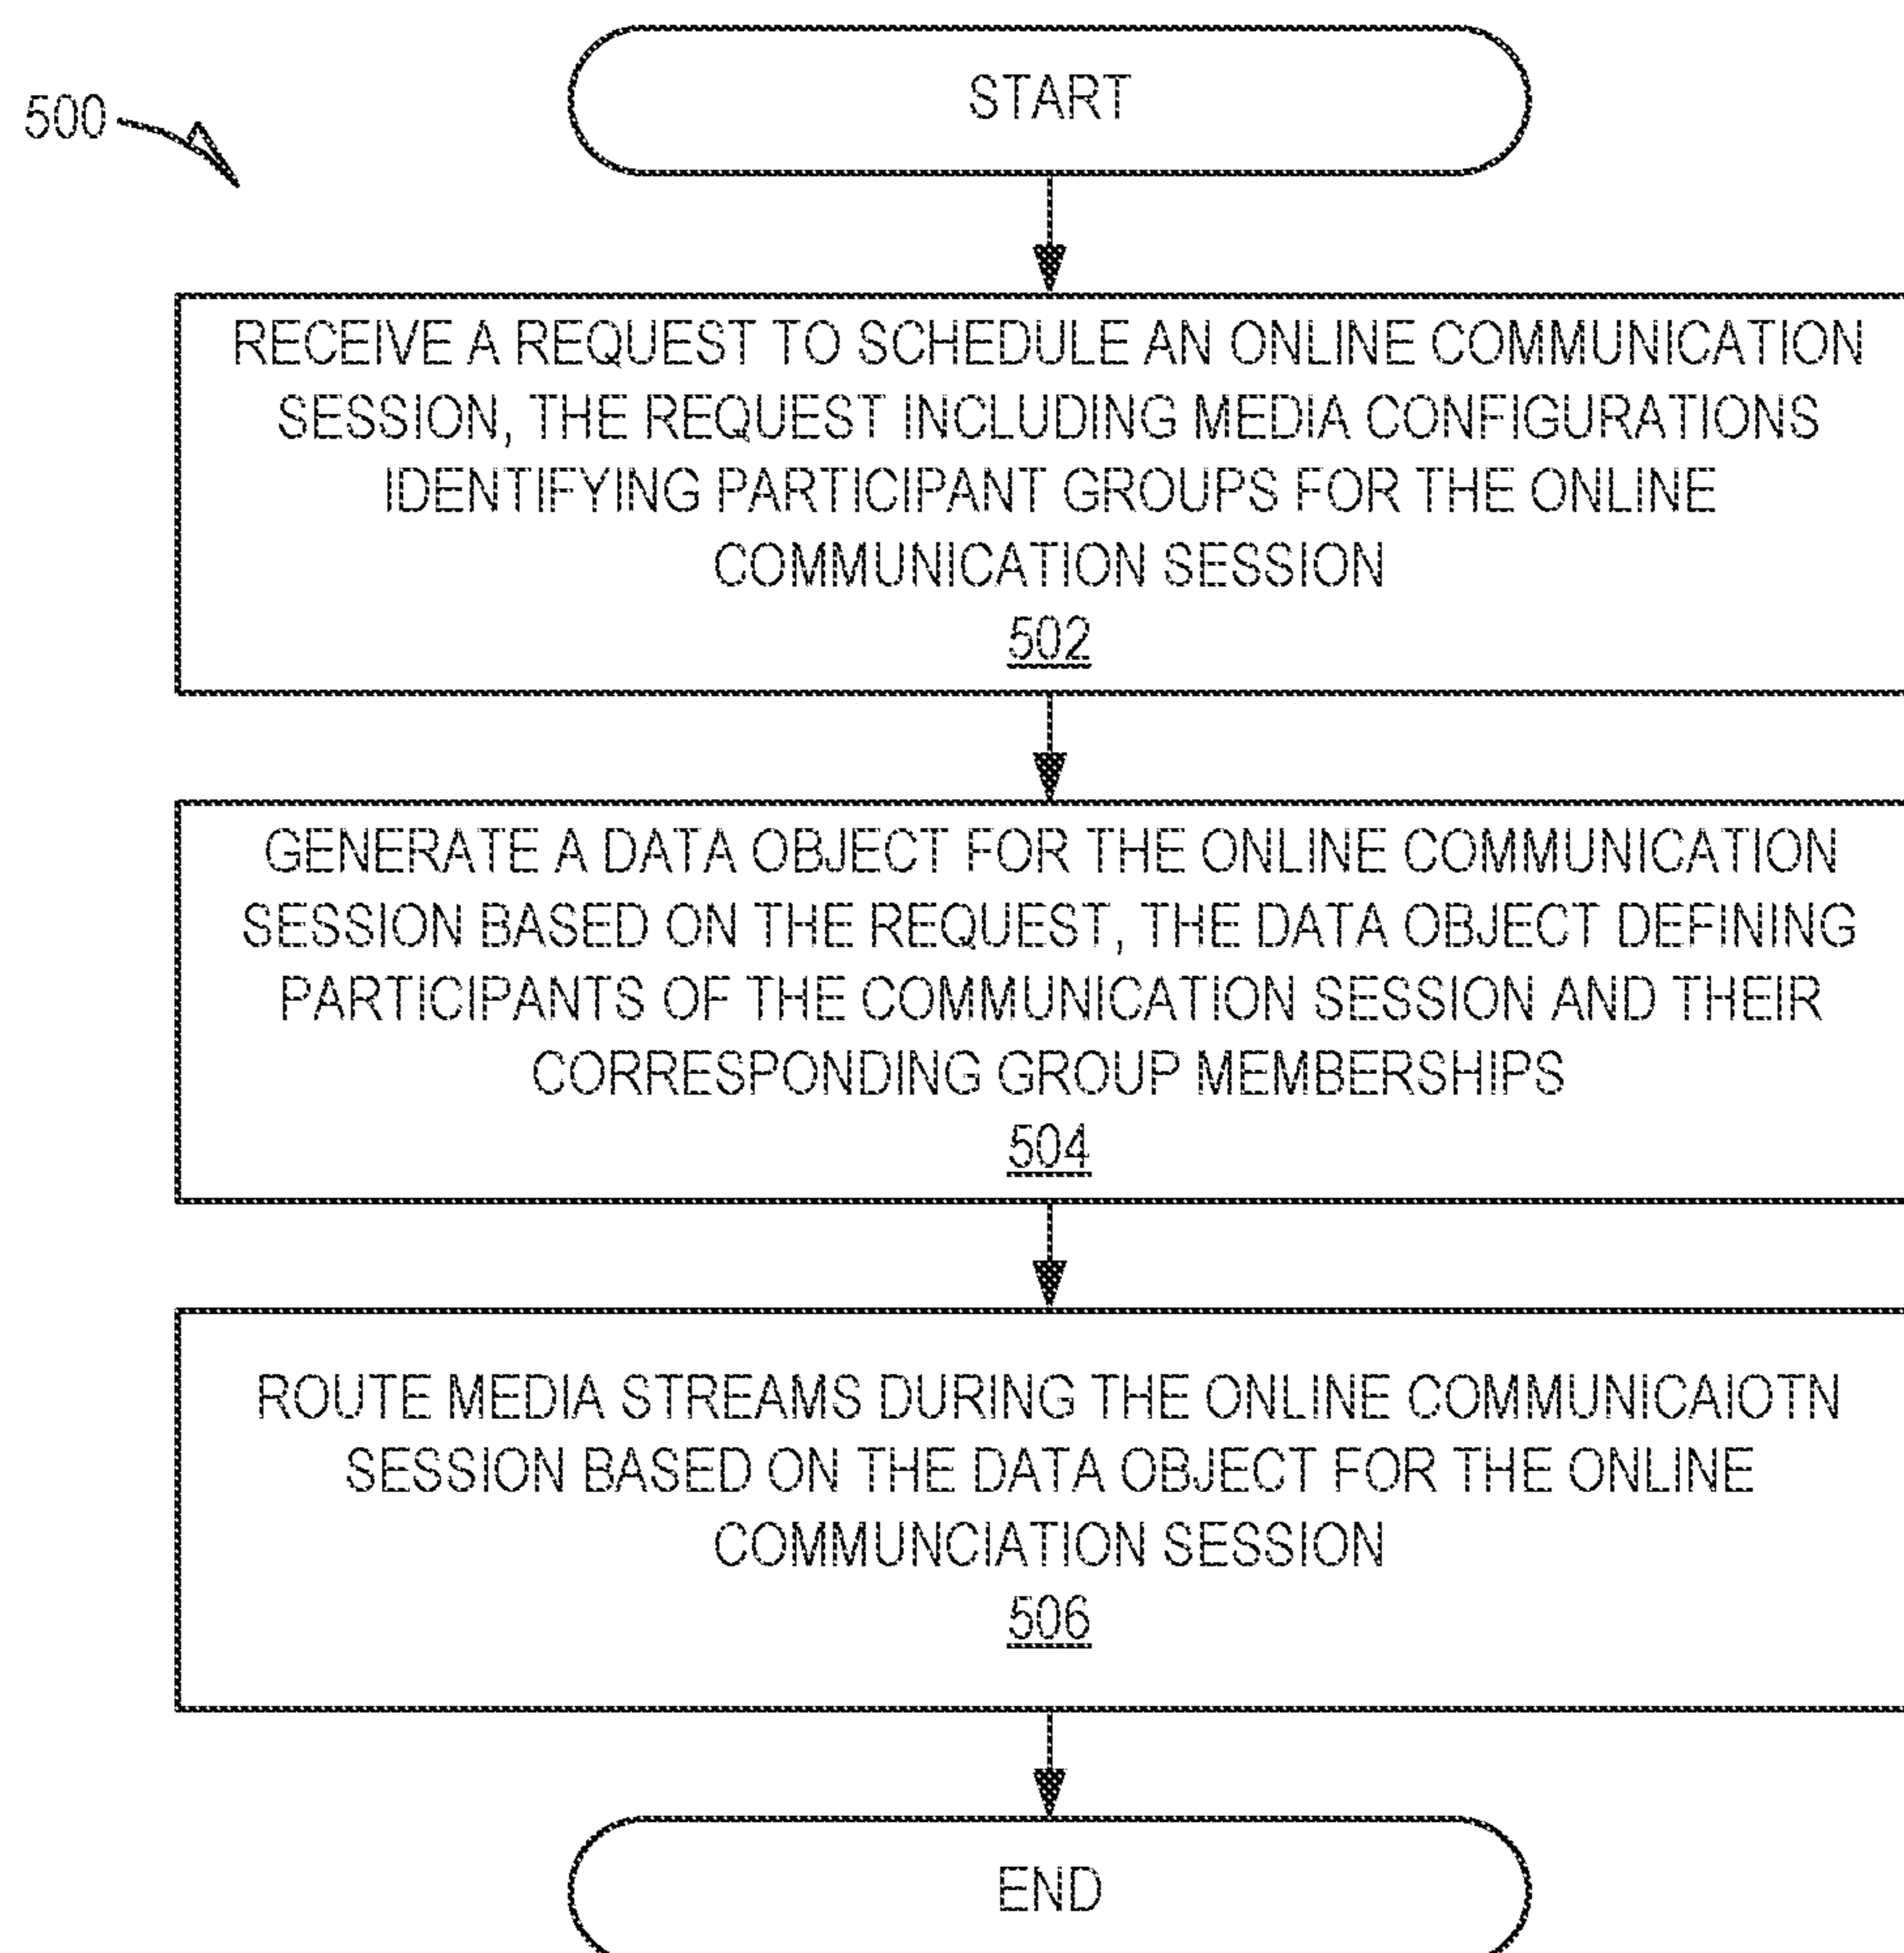 START
500
RECEIVE A REQUEST TO SCHEDULE AN ONLINE COMMUNICATION
SESSION, THE REQUEST INCLUDING MEDIA CONFIGURATIONS
IDENTIFYING PARTICIPANT GROUPS FOR THE ONLINE
COMMUNICATION SESSION
502
GENERATE A DATA OBJECT FOR THE ONLINE COMMUNICATION
SESSION BASED ON THE REQUEST, THE DATA OBJECT DEFINING
PARTICIPANTS OF THE COMMUNICATION SESSION AND THEIR
CORRESPONDING GROUP MEMBERSHIPS
504
ROUTE MEDIA STREAMS DURING THE ONLINE COMMUNICAIOTN
SESSION BASED ON THE DATA OBJECT FOR THE ONLINE
COMMUNCIATION SESSION
506
END